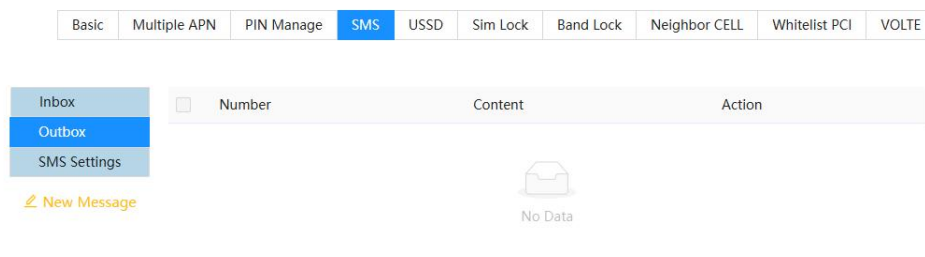 Basic Multiple APN PIN Manage SMS USSD Sim Lock Band Lock Neighbor CELL Whitelist PCI VOLTE
Inbox
Outbox
SMS Settings
New Message
Number Content Action
No Data